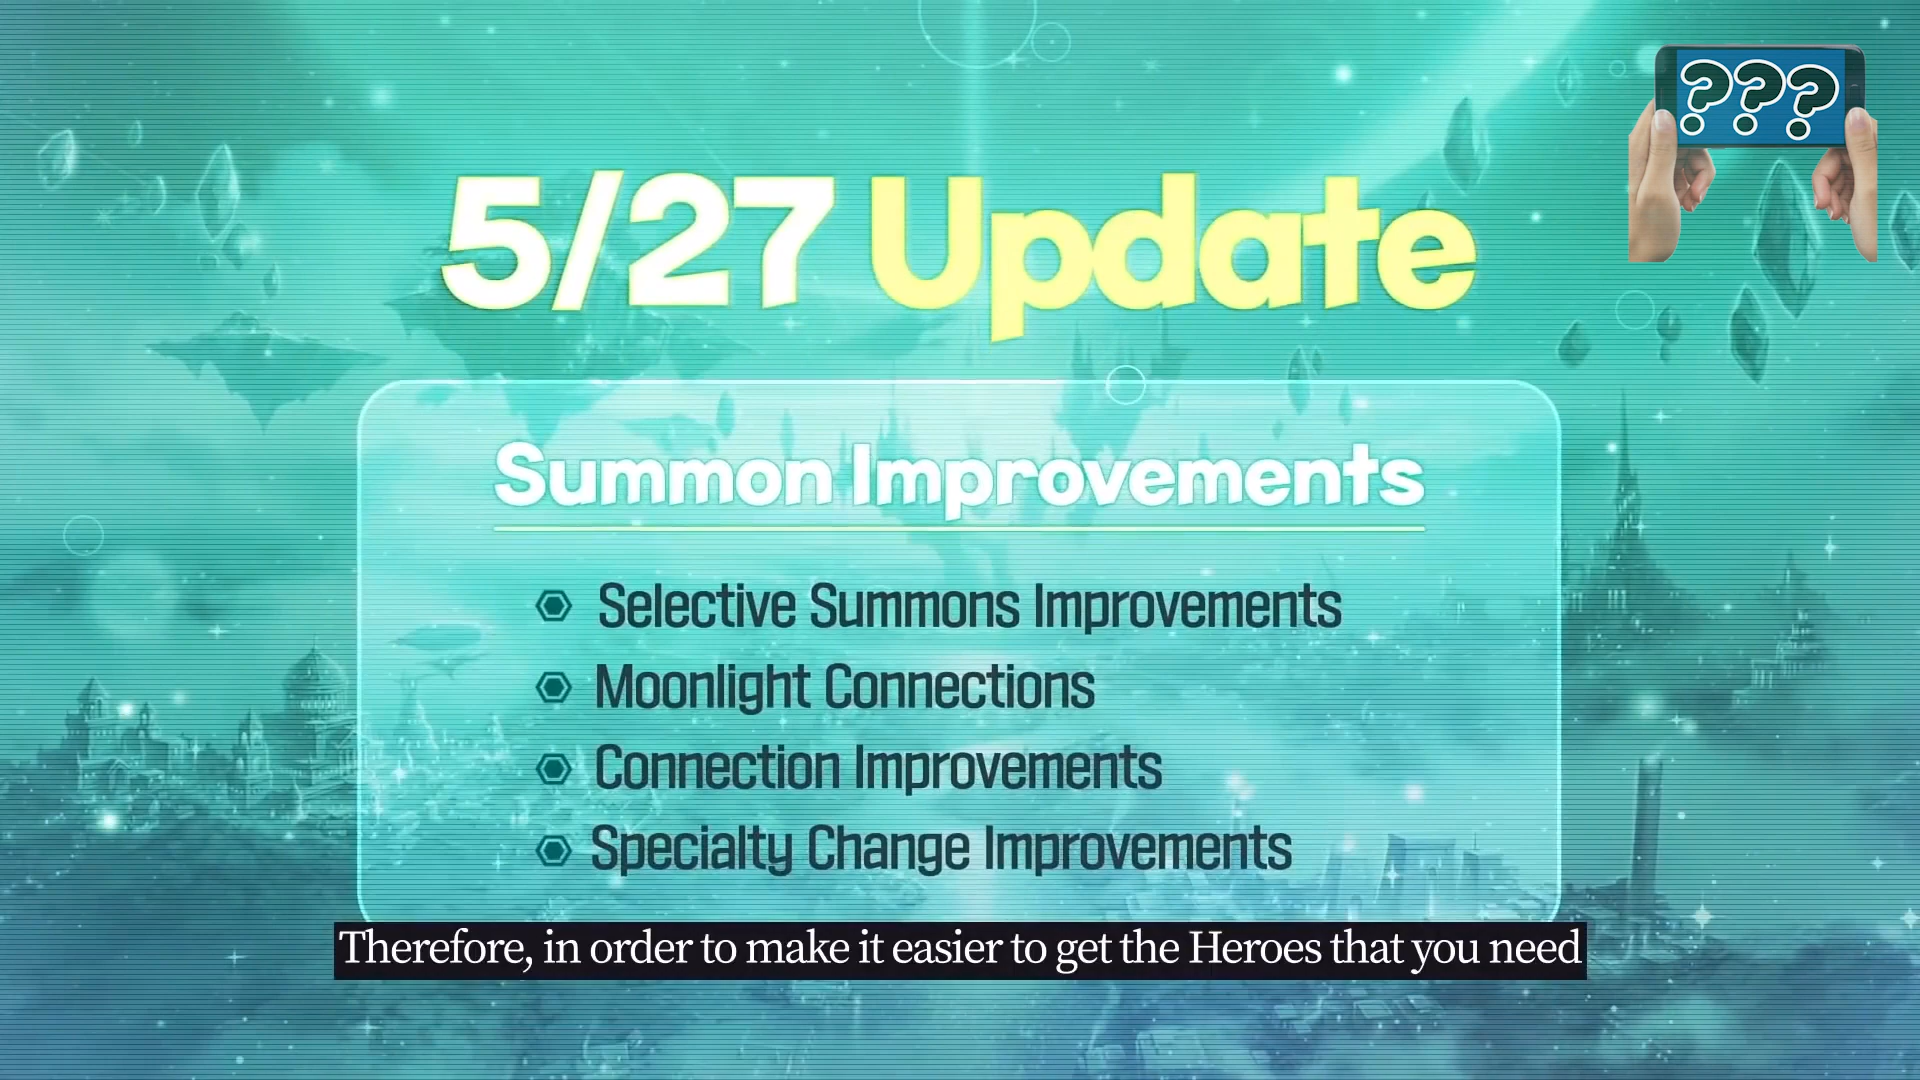 ???
5/27 Update
Summon Improvements
Selective Summons Improvements
Moonlight Connections
Connection Improvements
Specialty Change Improvements
Therefore, in order to make it easier to get the Heroes that you need